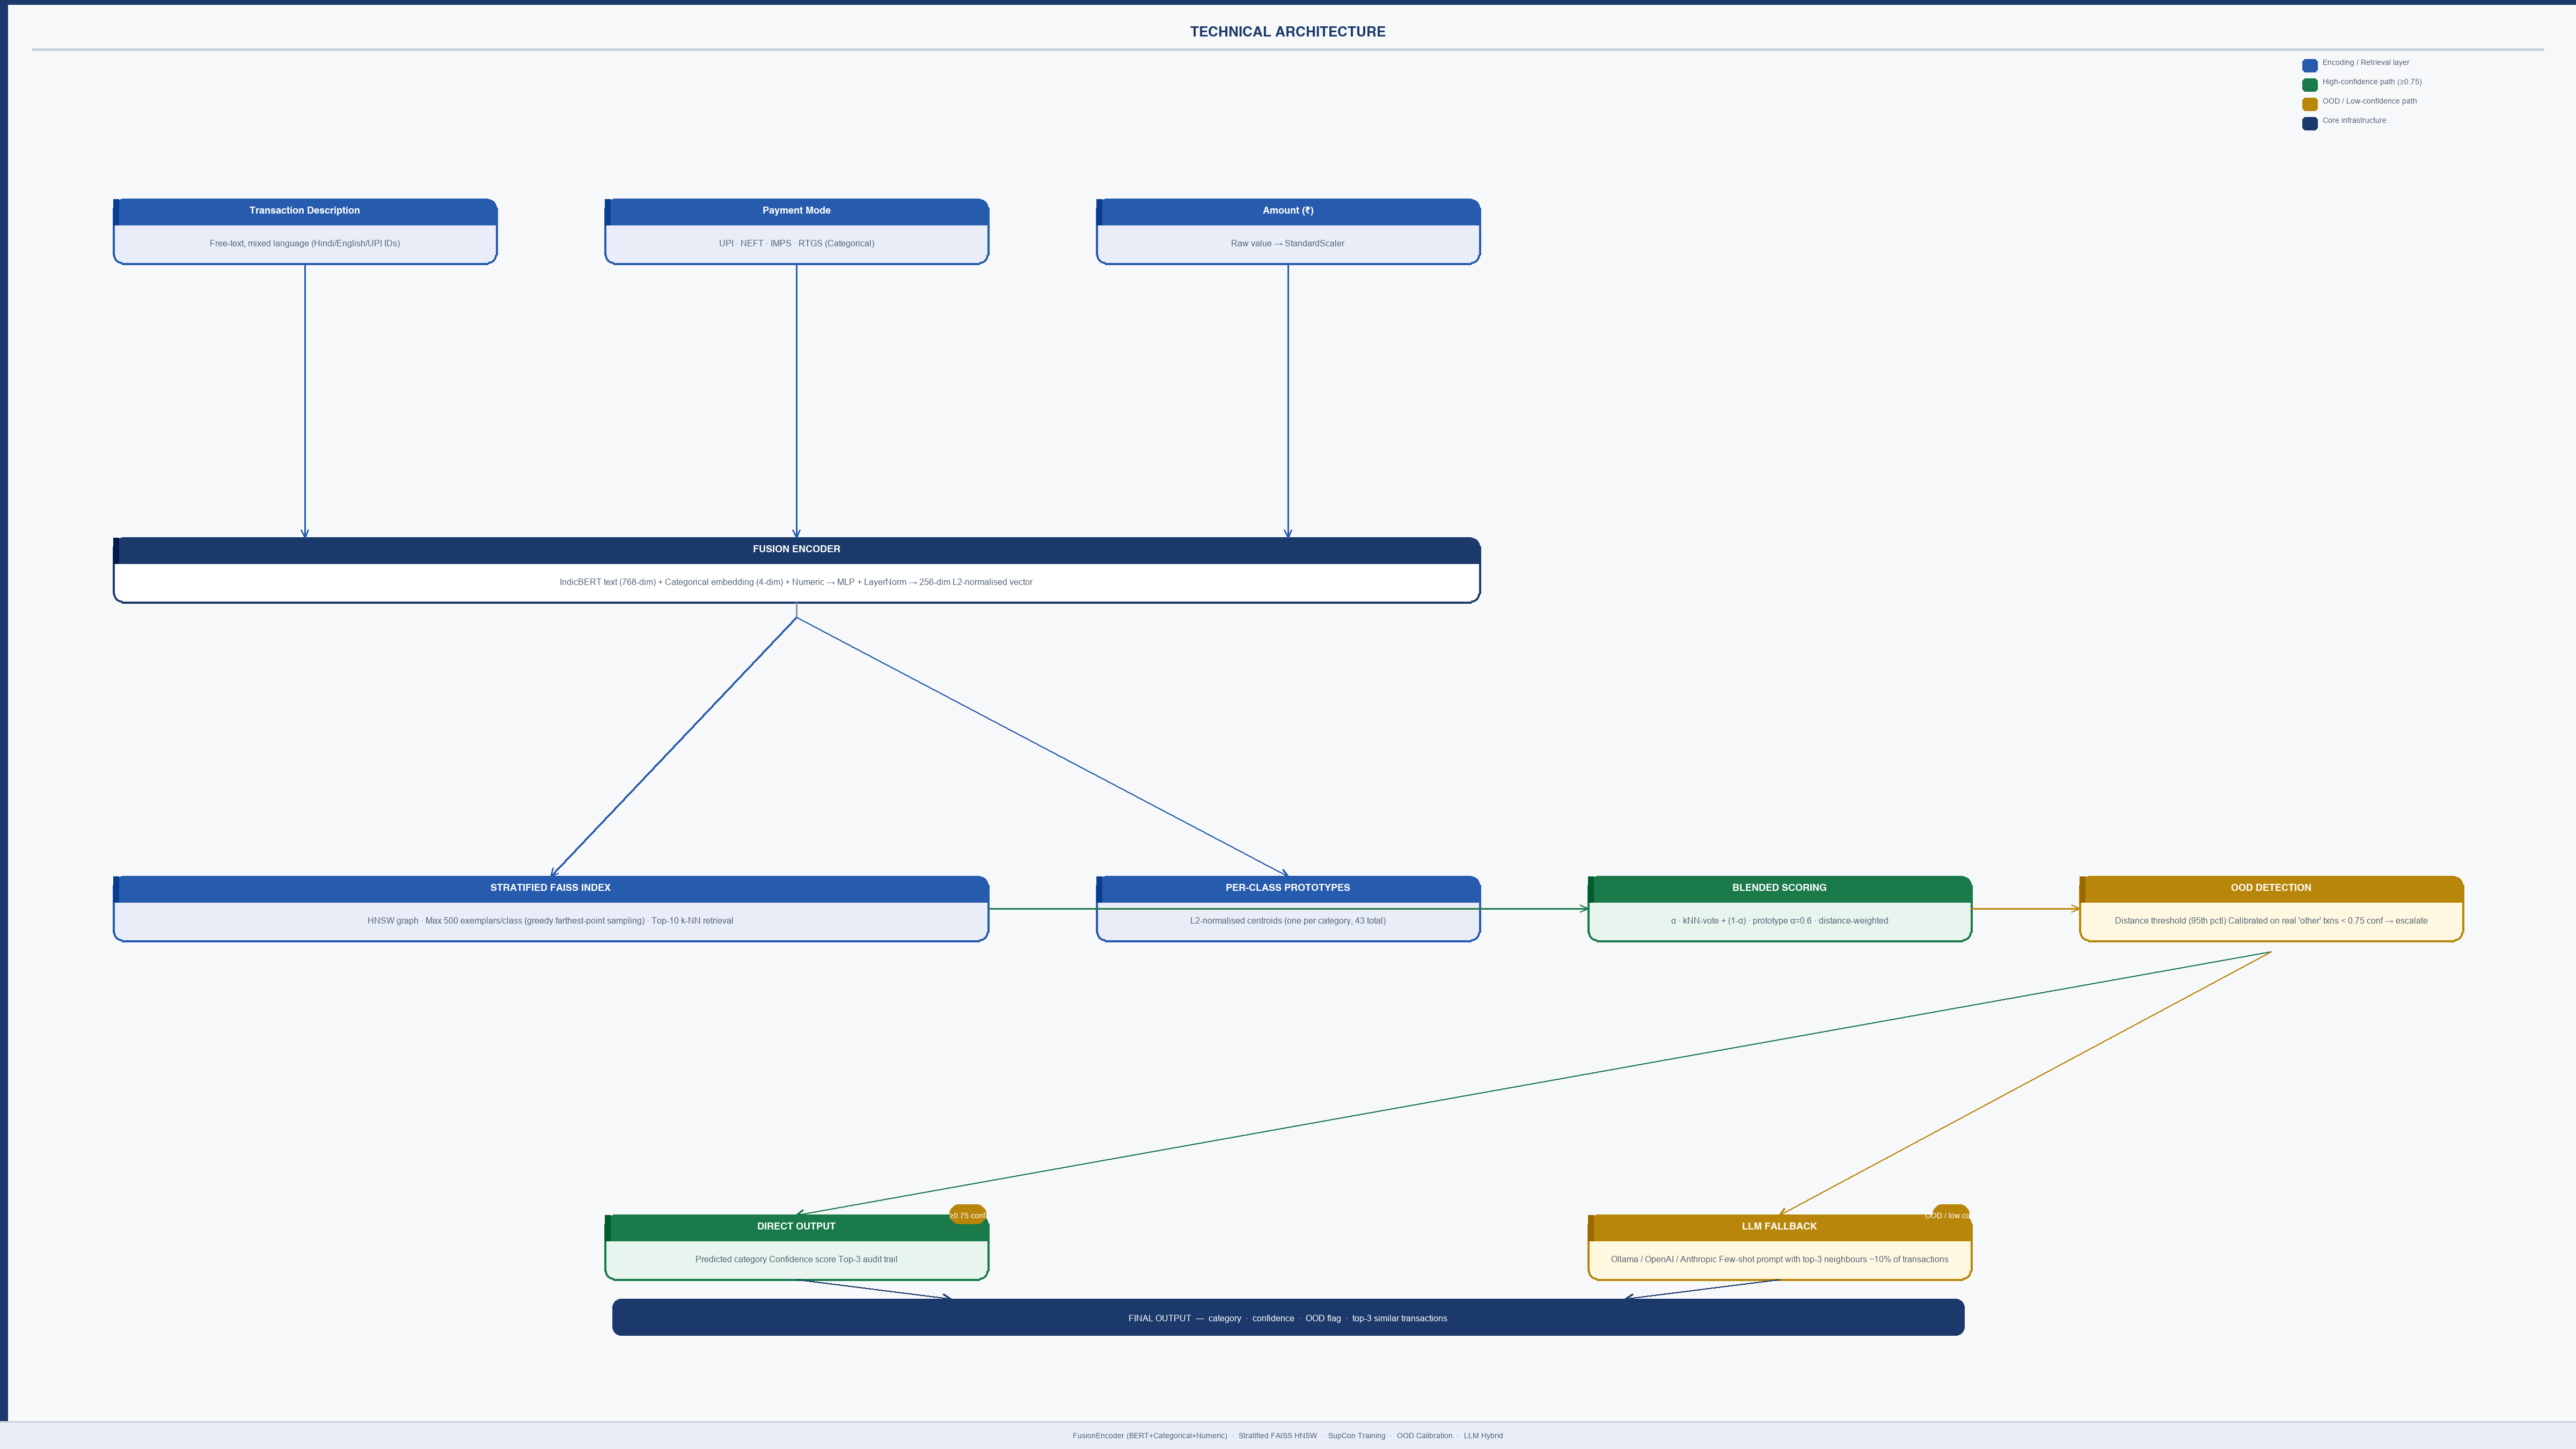 TECHNICAL ARCHITECTURE
Encoding / Retrieval layer
High-confidence path (≥0.75)
OOD / Low-confidence path
Core infrastructure
Transaction Description
Free-text, mixed language (Hindi/English/UPI IDs)
Payment Mode
UPI · NEFT · IMPS · RTGS (Categorical)
Amount (₹)
Raw value → StandardScaler
FUSION ENCODER
IndicBERT text (768-dim) + Categorical embedding (4-dim) + Numeric → MLP + LayerNorm → 256-dim L2-normalised vector
STRATIFIED FAISS INDEX
HNSW graph · Max 500 exemplars/class (greedy farthest-point sampling) · Top-10 k-NN retrieval
PER-CLASS PROTOTYPES
L2-normalised centroids (one per category, 43 total)
BLENDED SCORING
α · kNN-vote + (1-α) · prototype α=0.6 · distance-weighted
OOD DETECTION
Distance threshold (95th pctl) Calibrated on real 'other' txns < 0.75 conf → escalate
≥0.75 conf
DIRECT OUTPUT
Predicted category Confidence score Top-3 audit trail
OOD / low co
LLM FALLBACK
Ollama / OpenAI / Anthropic Few-shot prompt with top-3 neighbours ~10% of transactions
FINAL OUTPUT — category · confidence · OOD flag · top-3 similar transactions
FusionEncoder (BERT+Categorical+Numeric) · Stratified FAISS HNSW · SupCon Training · OOD Calibration · LLM Hybrid